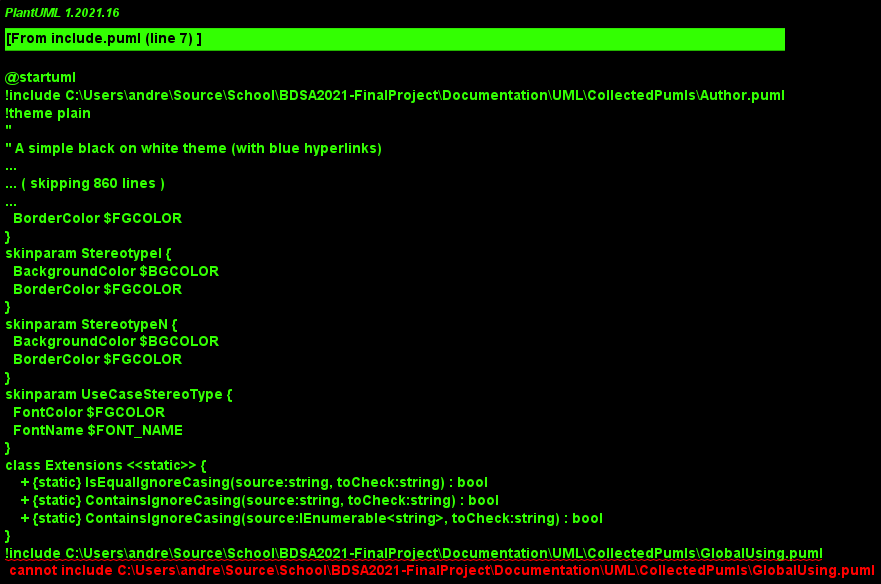 PlantUML 1.2021.16
[From include.puml (line 7) ]
@startuml
!include C:\Users\andre\Source\School\BDSA2021-FinalProject\Documentation\UML\CollectedPumls\Author.puml
!theme plain
"
" A simple black on white theme (with blue hyperlinks)
...
... ( skipping 860 lines )
...
BorderColor $FGCOLOR
}
skinparam StereotypeI {
BackgroundColor $BGCOLOR
BorderColor $FGCOLOR
}
skinparam StereotypeN {
BackgroundColor $BGCOLOR
BorderColor $FGCOLOR
}
skinparam UseCaseStereoType {
FontColor $FGCOLOR
FontName $FONT_NAME
}
class Extensions <<static>> {
+ {static} IsEqualIgnoreCasing(source:string, toCheck:string) : bool
+ {static} ContainsIgnoreCasing(source:string, toCheck:string) : bool
+ {static} ContainsIgnoreCasing(source:IEnumerable<string>, toCheck:string) : bool
}
!include C:\Users\andre\Source\School\BDSA2021-FinalProject\Documentation\UML\CollectedPumls\GlobalUsing.puml
cannot include C:\Users\andre\Source\School\BDSA2021-FinalProject\Documentation\UML\CollectedPumls\GlobalUsing.puml